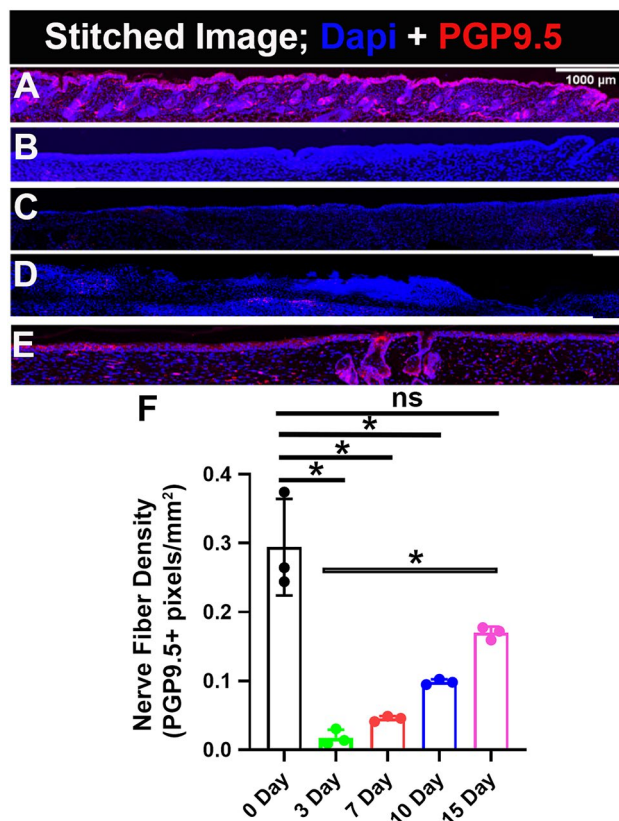 Stitched Image; Dapi + PGP9.5
1000 µm
A
B
C
D
E
F
ns
*
*
*
*
Nerve Fiber Density
(PGP9.5+ pixels/mm²)
0.4
0.3
0.2
0.1
0.0
0 Day
3 Day
7 Day
10 Day
15 Day